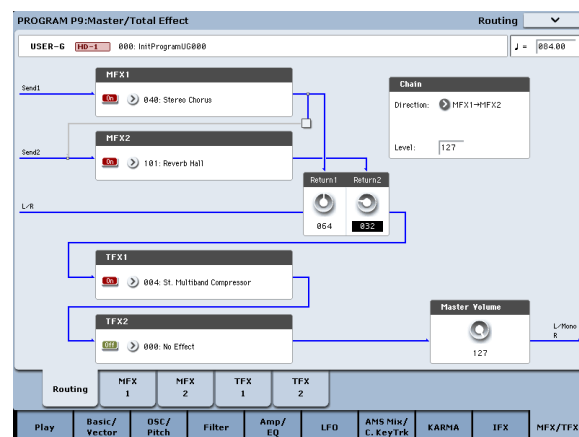 PROGRAM P9:Master/Total Effect Routing
USER-G HD-1 000: InitProgramUG000 ♩ = 084.00
MFX1
Send1
On 040: Stereo Chorus
Chain
Direction: MFX1→MFX2
Level: 127
MFX2
Send2
On 101: Reverb Hall
Return1 Return2
L/R
064 032
TFX1
On 004: St. Multiband Compressor
TFX2
Off 000: No Effect
Master Volume
127
L/Mono
R
Routing
MFX 1
MFX 2
TFX 1
TFX 2
Play
Basic/ Vector
OSC/ Pitch
Filter
Amp/ EQ
LFO
AMS Mix/ C. KeyTrk
KARMA
IFX
MFX/TFX